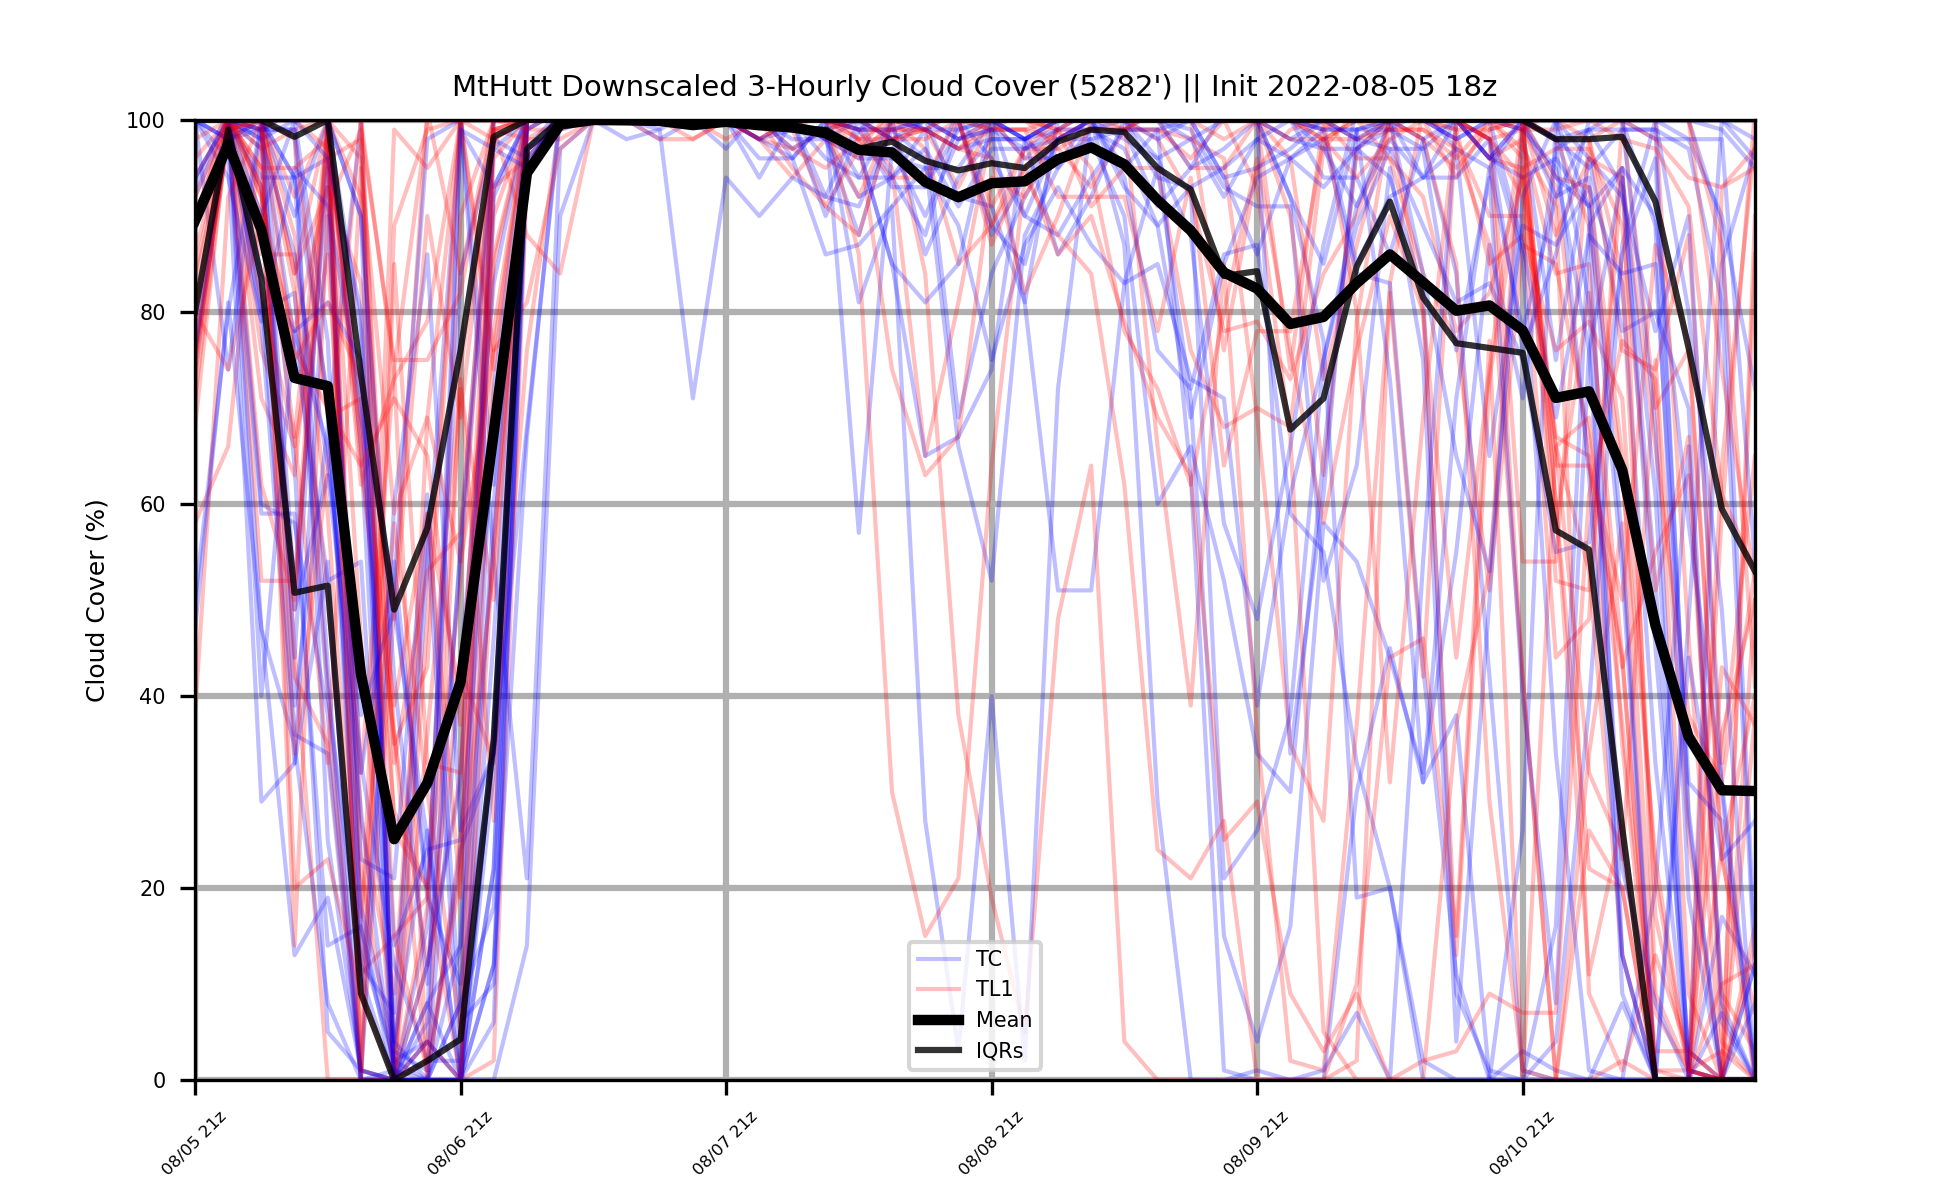 MtHutt Downscaled 3-Hourly Cloud Cover (5282') || Init 2022-08-05 18z
Cloud Cover (%)
100
80
60
40
20
0
TC
TL1
Mean
IQRs
08/05 21z
08/06 21z
08/07 21z
08/08 21z
08/09 21z
08/10 21z